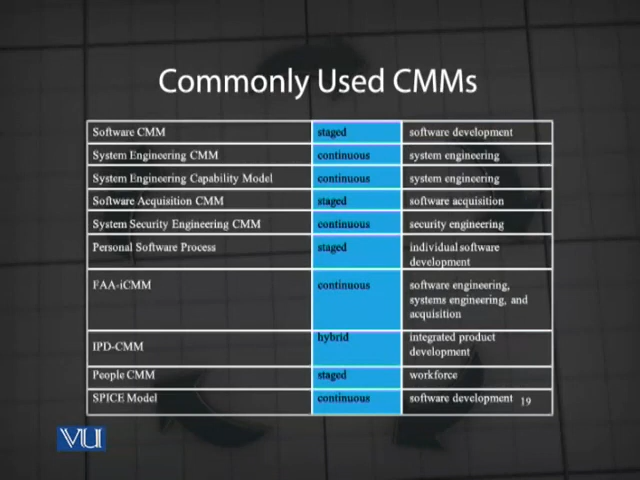 Commonly Used CMMs
Software CMM staged software development
System Engineering CMM continuous system engineering
System Engineering Capability Model continuous system engineering
Software Acquisition CMM staged software acquisition
System Security Engineering CMM continuous security engineering
Personal Software Process staged individual software
development
FAA-iCMM continuous software engineering,
systems engineering, and
acquisition
IPD-CMM hybrid integrated product
development
People CMM staged workforce
SPICE Model continuous software development
19
VU